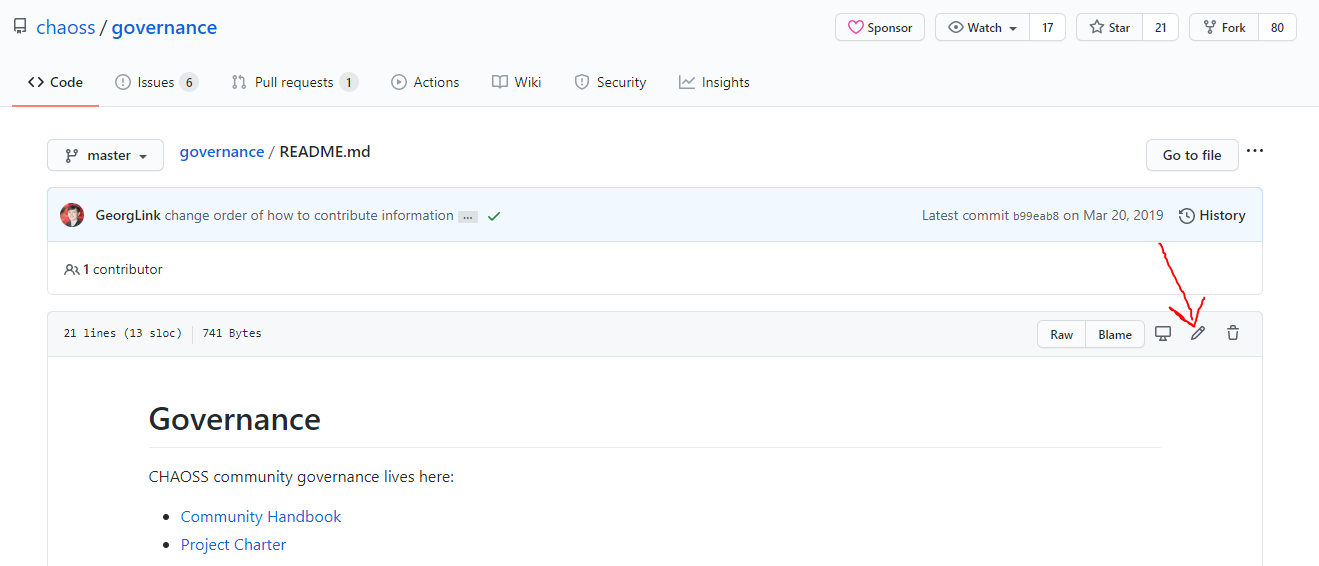 chaoss / governance
Sponsor Watch 17 Star 21 Fork 80
Code Issues 6 Pull requests 1 Actions Wiki Security Insights
master governance / README.md Go to file ...
GeorgLink change order of how to contribute information ... Latest commit b99eab8 on Mar 20, 2019 History
1 contributor
21 lines (13 sloc) 741 Bytes Raw Blame
Governance
CHAOSS community governance lives here:
• Community Handbook
• Project Charter